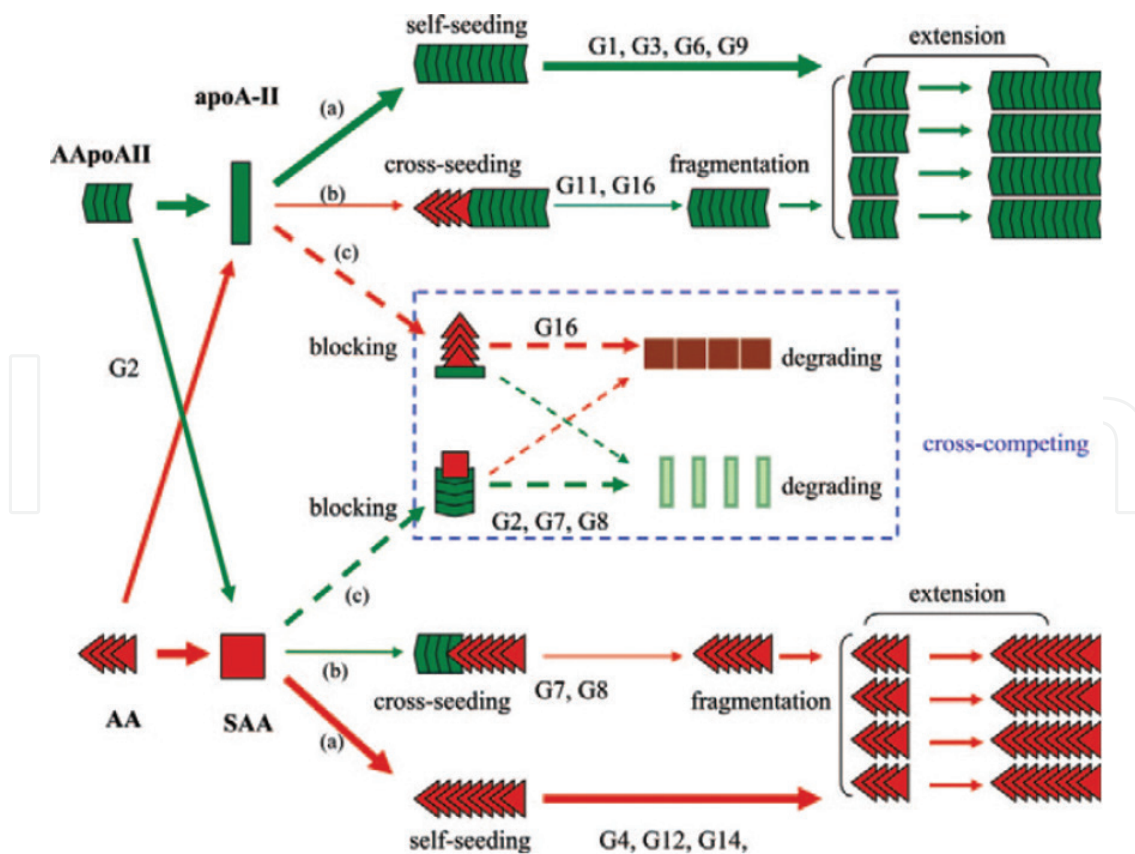 self-seeding
G1, G3, G6, G9
extension
apoA-II
(a)
AApoAII
cross-seeding
fragmentation
(b)
G11, G16
(c)
G16
blocking
degrading
G2
cross-competing
blocking
degrading
G2, G7, G8
(c)
extension
(b)
G7, G8
AA
SAA
cross-seeding
fragmentation
(a)
self-seeding
G4, G12, G14,